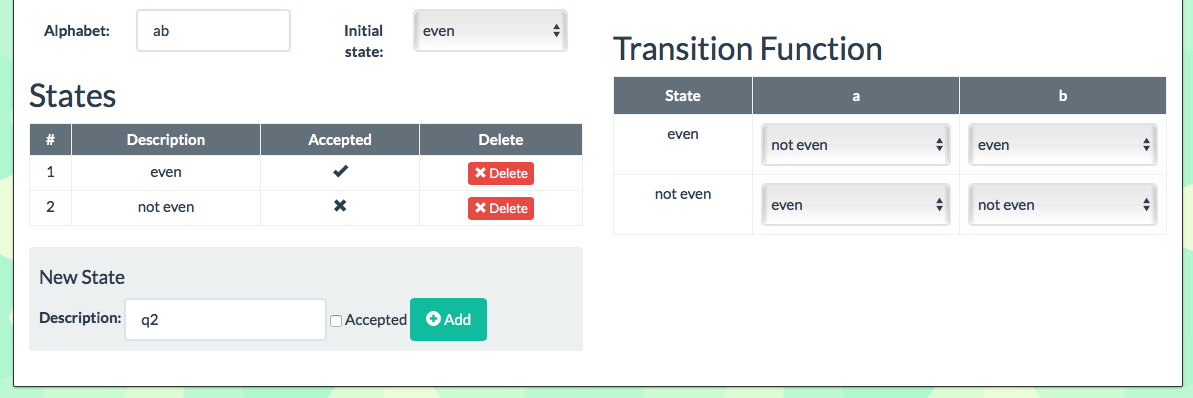 Alphabet: ab Initial state: even
States
# Description Accepted Delete
1 even ✔ ✖ Delete
2 not even ✖ ✖ Delete
New State
Description: q2 Accepted Add
Transition Function
State a b
even not even even
not even even not even